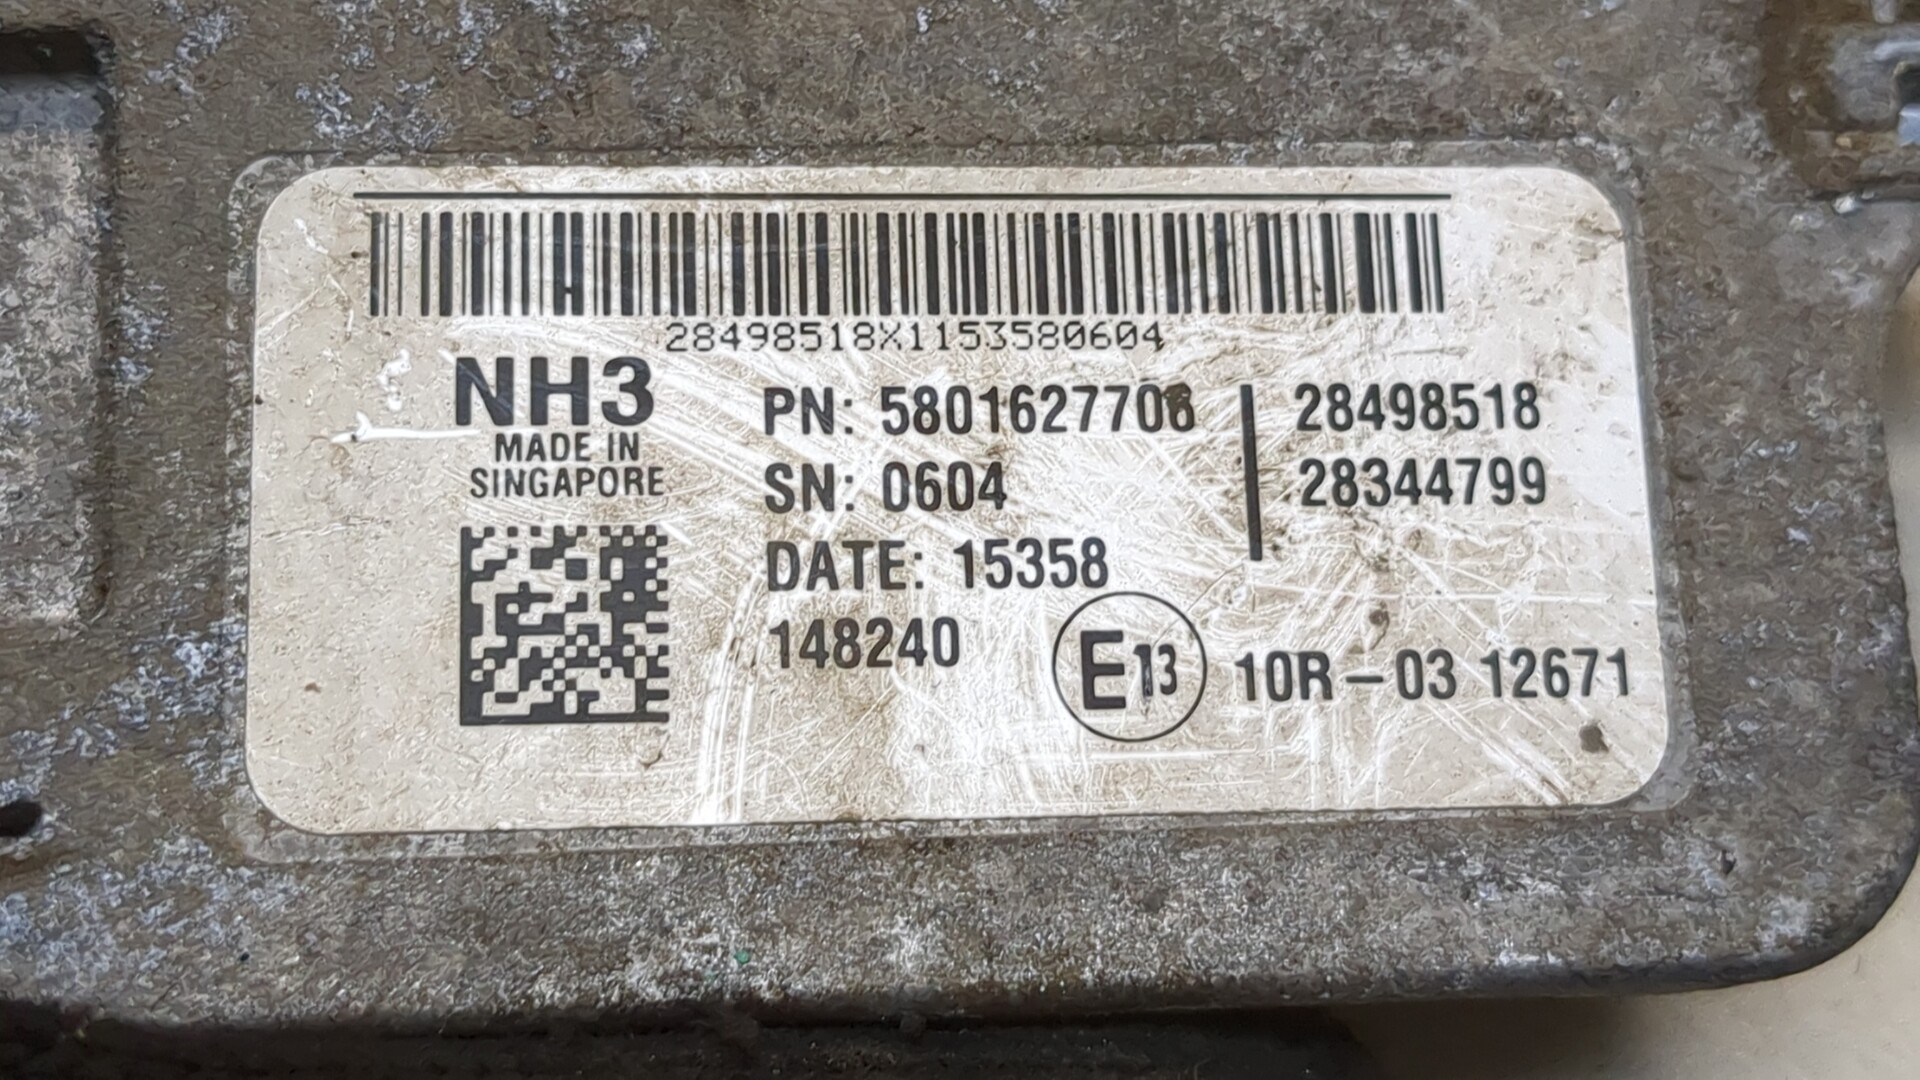 28498518X1153580604
NH3
MADE IN
SINGAPORE
PN: 5801627706
SN: 0604
DATE: 15358
148240
28498518
28344799
E13
10R-03 12671